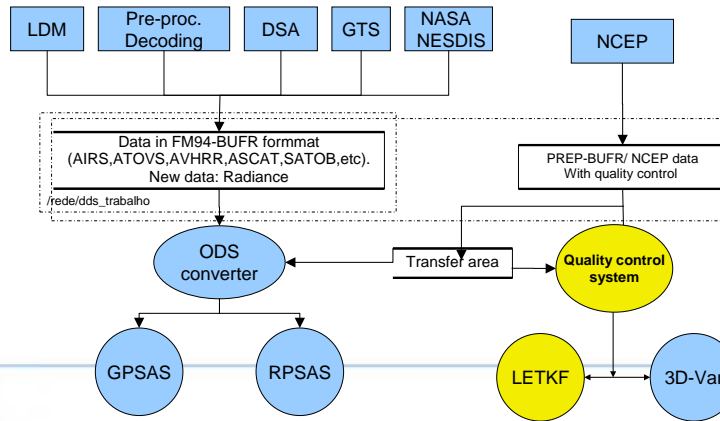 LDM
Pre-proc.
Decoding
DSA
GTS
NASA
NESDIS
NCEP
Data in FM94-BUFR formmat
(AIRS,ATOVS,AVHRR,ASCAT,SATOB,etc).
New data: Radiance
/rede/dds_trabalho
PREP-BUFR/ NCEP data
With quality control
ODS
converter
Transfer area
Quality control
system
GPSAS
RPSAS
LETKF
3D-Var